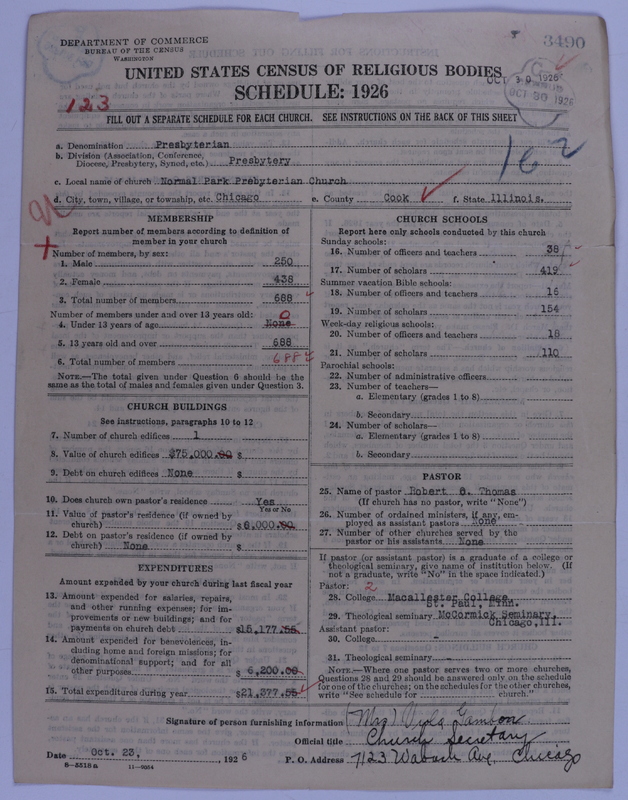 DEPARTMENT OF COMMERCE
BUREAU OF THE CENSUS
WASHINGTON
3490
UNITED STATES CENSUS OF RELIGIOUS BODIES
OCT 30 1926
OCT 30 1926
SCHEDULE: 1926
123
FILL OUT A SEPARATE SCHEDULE FOR EACH CHURCH. SEE INSTRUCTIONS ON THE BACK OF THIS SHEET
a. Denomination Presbyterian
b. Division (Association, Conference,
Diocese, Presbytery, Synod, etc.) Presbytery
162
c. Local name of church Normal Park Prebyterian Church
d. City, town, village, or township, etc. Chicago e. County Cook f. State Illinois.
MEMBERSHIP
Report number of members according to definition of
member in your church
Number of members, by sex:
1. Male 250
2. Female 438
3. Total number of members 688
Number of members under and over 13 years old:
4. Under 13 years of age None 0
5. 13 years old and over 688
6. Total number of members 688
NOTE.—The total given under Question 6 should be the
same as the total of males and females given under Question 3.
CHURCH BUILDINGS
See instructions, paragraphs 10 to 12
7. Number of church edifices 1
8. Value of church edifices $75,000.00 $
9. Debt on church edifices None $
10. Does church own pastor's residence Yes
Yes or No
11. Value of pastor's residence (if owned by
church) $6,000.00.
12. Debt on pastor's residence (if owned by
church) None $
EXPENDITURES
Amount expended by your church during last fiscal year
13. Amount expended for salaries, repairs,
and other running expenses; for im-
provements or new buildings; and for
payments on church debt $15,177.55
14. Amount expended for benevolences, in-
cluding home and foreign missions; for
denominational support; and for all
other purposes $6,200.00
15. Total expenditures during year $21,377.55
CHURCH SCHOOLS
Report here only schools conducted by this church
Sunday schools:
16. Number of officers and teachers 38
17. Number of scholars 419
Summer vacation Bible schools:
18. Number of officers and teachers 16
19. Number of scholars 154
Week-day religious schools:
20. Number of officers and teachers 18
21. Number of scholars 110
Parochial schools:
22. Number of administrative officers
23. Number of teachers—
a. Elementary (grades 1 to 8)
b. Secondary
24. Number of scholars—
a. Elementary (grades 1 to 8)
b. Secondary
PASTOR
25. Name of pastor Robert Thomas
(If church has no pastor, write "None")
26. Number of ordained ministers, if any, em-
ployed as assistant pastors None
27. Number of other churches served by the
pastor or his assistants None
If pastor (or assistant pastor) is a graduate of a college or
theological seminary, give name of institution below. (If
not a graduate, write "No" in the space indicated.)
Pastor: 2
28. College Macallester College,
St. Paul,
29. Theological seminary McCormick Seminary
Chicago, Ill.
Assistant pastor:
30. College -
31. Theological seminary -
NOTE.—Where one pastor serves two or more churches,
Questions 28 and 29 should be answered only on the schedule
for one of the churches; on the schedules for the other churches,
write "See schedule for church."
Signature of person furnishing information (Mrs) Viola Gambon
Official title Church Secretary
Date Oct. 23, 1926 P. O. Address 7123 Wabash Ave, Chicago
8-5518a 11-9034